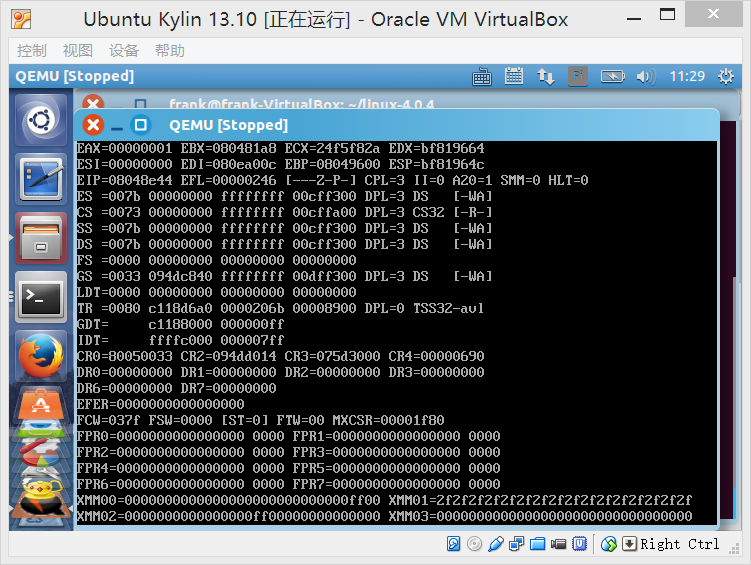 Ubuntu Kylin 13.10 [正在运行] - Oracle VM VirtualBox
控制 视图 设备 帮助
QEMU [Stopped] 11:29
frank@frank-VirtualBox: ~/linux-4.0.4
QEMU [Stopped]
EAX=00000001 EBX=080481a8 ECX=24f5f82a EDX=bf819664
ESI=00000000 EDI=080ea00c EBP=08049600 ESP=bf81964c
EIP=08048e44 EFL=00000246 [---Z-P-] CPL=3 II=0 A20=1 SMM=0 HLT=0
ES =007b 00000000 ffffffff 00cff300 DPL=3 DS [-WA]
CS =0073 00000000 ffffffff 00cffa00 DPL=3 CS32 [-R-]
SS =007b 00000000 ffffffff 00cff300 DPL=3 DS [-WA]
DS =007b 00000000 ffffffff 00cff300 DPL=3 DS [-WA]
FS =0000 00000000 00000000 00000000
GS =0033 094dc840 ffffffff 00dff300 DPL=3 DS [-WA]
LDT=0000 00000000 00000000 00000000
TR =0080 c118d6a0 0000206b 00008900 DPL=0 TSS32-avl
GDT= c1188000 000000ff
IDT= ffffc000 000007ff
CR0=80050033 CR2=094dd014 CR3=075d3000 CR4=00000690
DR0=00000000 DR1=00000000 DR2=00000000 DR3=00000000
DR6=00000000 DR7=00000000
EFER=0000000000000000
FCW=037f FSW=0000 [ST=0] FTW=00 MXCSR=00001f80
FPR0=0000000000000000 0000 FPR1=0000000000000000 0000
FPR2=0000000000000000 0000 FPR3=0000000000000000 0000
FPR4=0000000000000000 0000 FPR5=0000000000000000 0000
FPR6=0000000000000000 0000 FPR7=0000000000000000 0000
XMM00=0000000000000000000000000000ff00 XMM01=2f2f2f2f2f2f2f2f2f2f2f2f2f2f2f2f
XMM02=00000000000000ff0000000000000000 XMM03=00000000000000000000000000000000
Right Ctrl